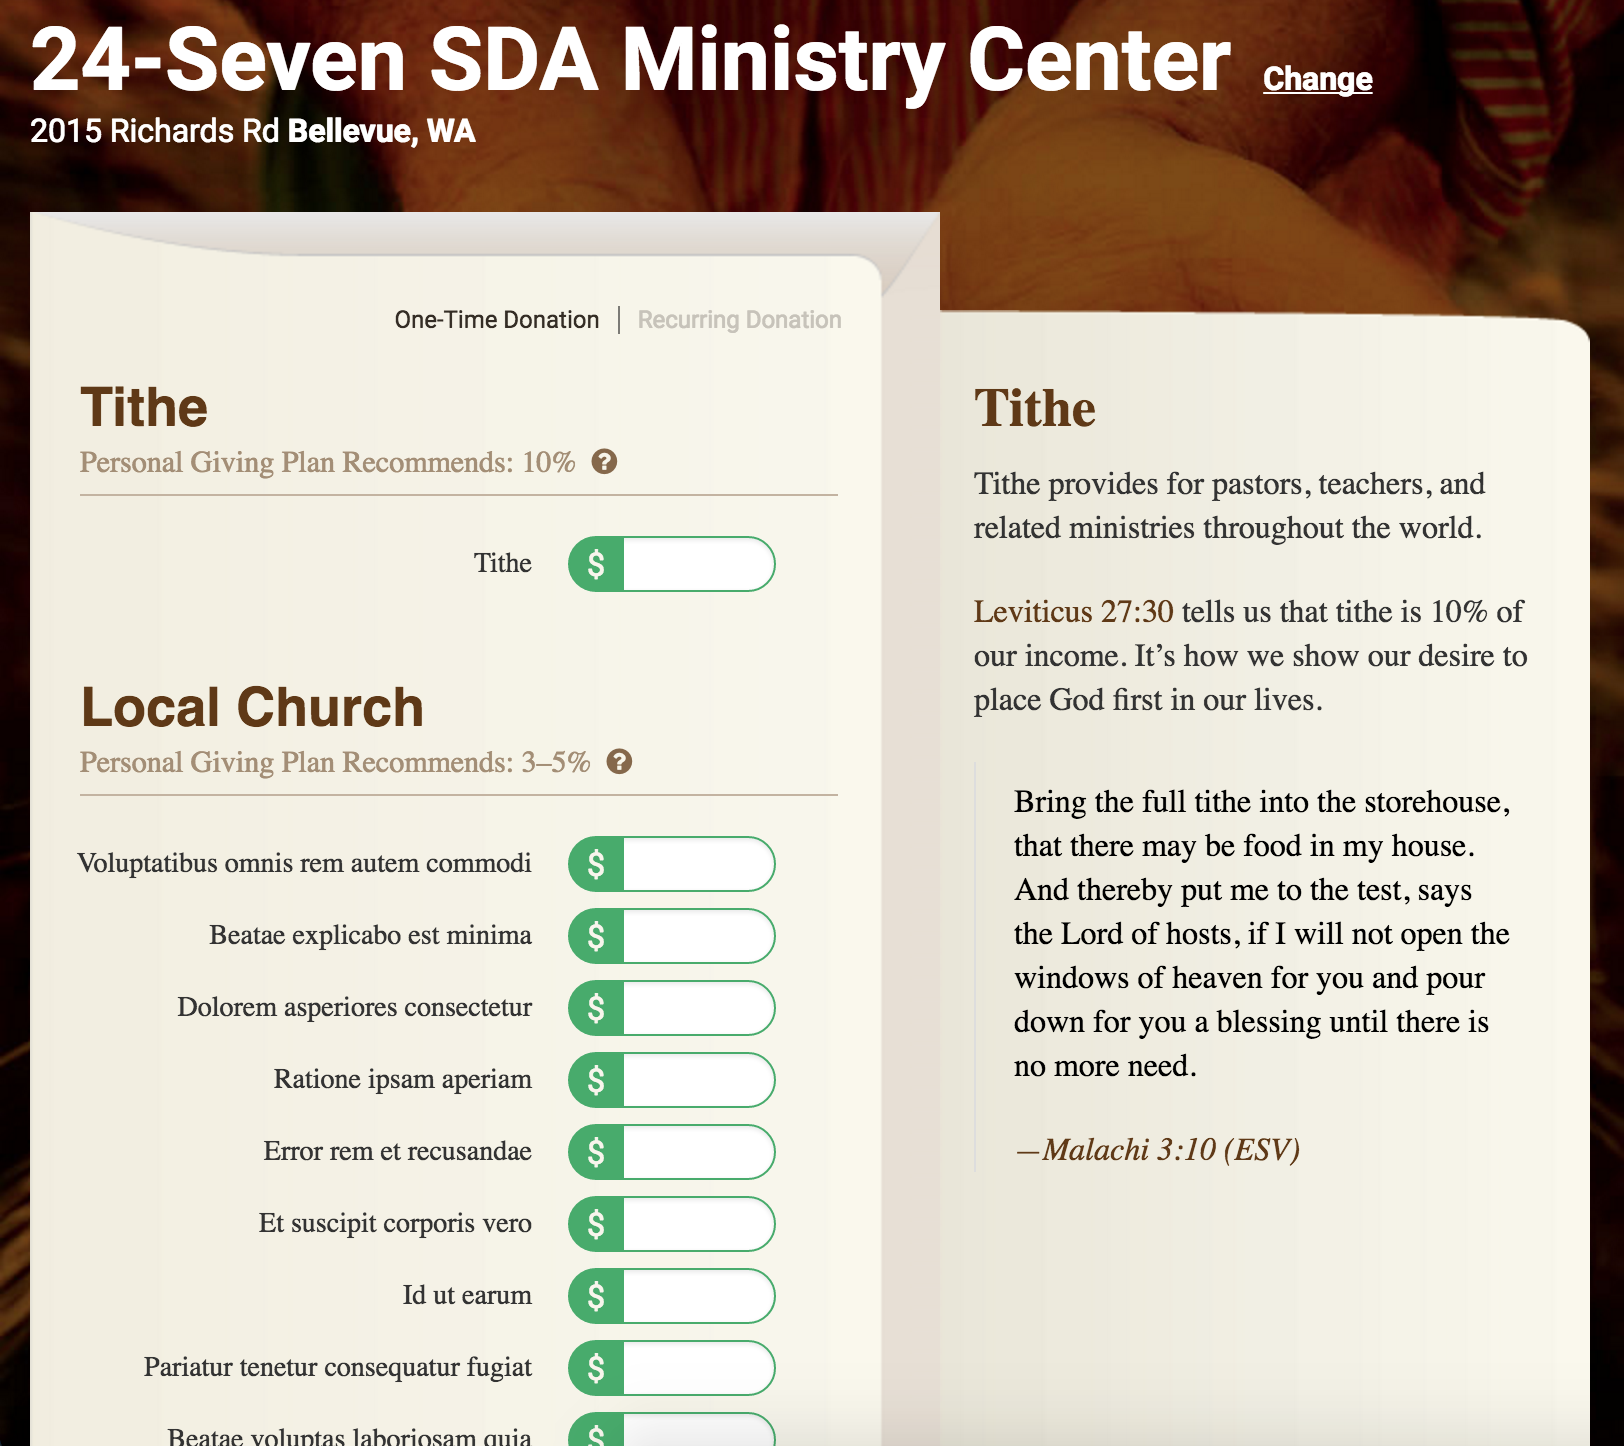 24-Seven SDA Ministry Center Change
2015 Richards Rd Bellevue, WA
One-Time Donation | Recurring Donation
Tithe
Personal Giving Plan Recommends: 10% ?
Tithe $
Local Church
Personal Giving Plan Recommends: 3–5% ?
Voluptatibus omnis rem autem commodi $
Beatae explicabo est minima $
Dolorem asperiores consectetur $
Ratione ipsam aperiam $
Error rem et recusandae $
Et suscipit corporis vero $
Id ut earum $
Pariatur tenetur consequatur fugiat $
Beatae voluptas laboriosam quia $
Tithe
Tithe provides for pastors, teachers, and
related ministries throughout the world.
Leviticus 27:30 tells us that tithe is 10% of
our income. It’s how we show our desire to
place God first in our lives.
Bring the full tithe into the storehouse,
that there may be food in my house.
And thereby put me to the test, says
the Lord of hosts, if I will not open the
windows of heaven for you and pour
down for you a blessing until there is
no more need.
—Malachi 3:10 (ESV)